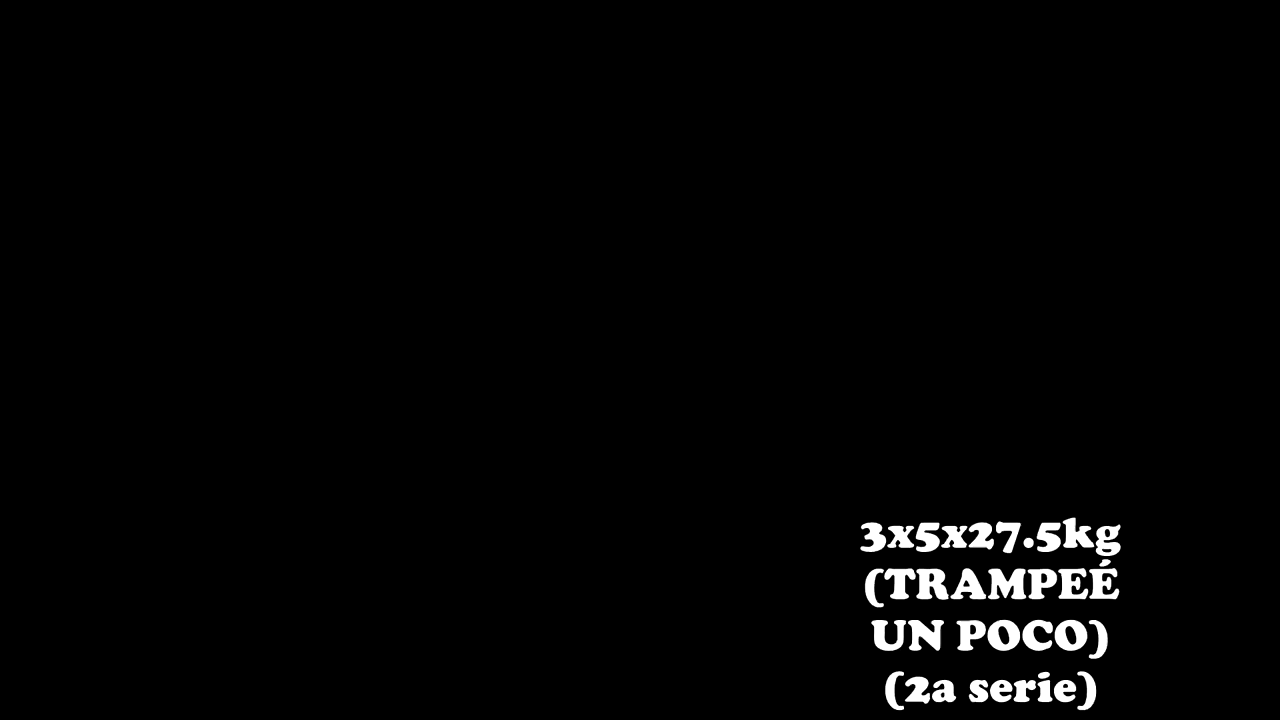 3x5x27.5kg
(TRAMPEÉ
UN POCO)
(2a serie)